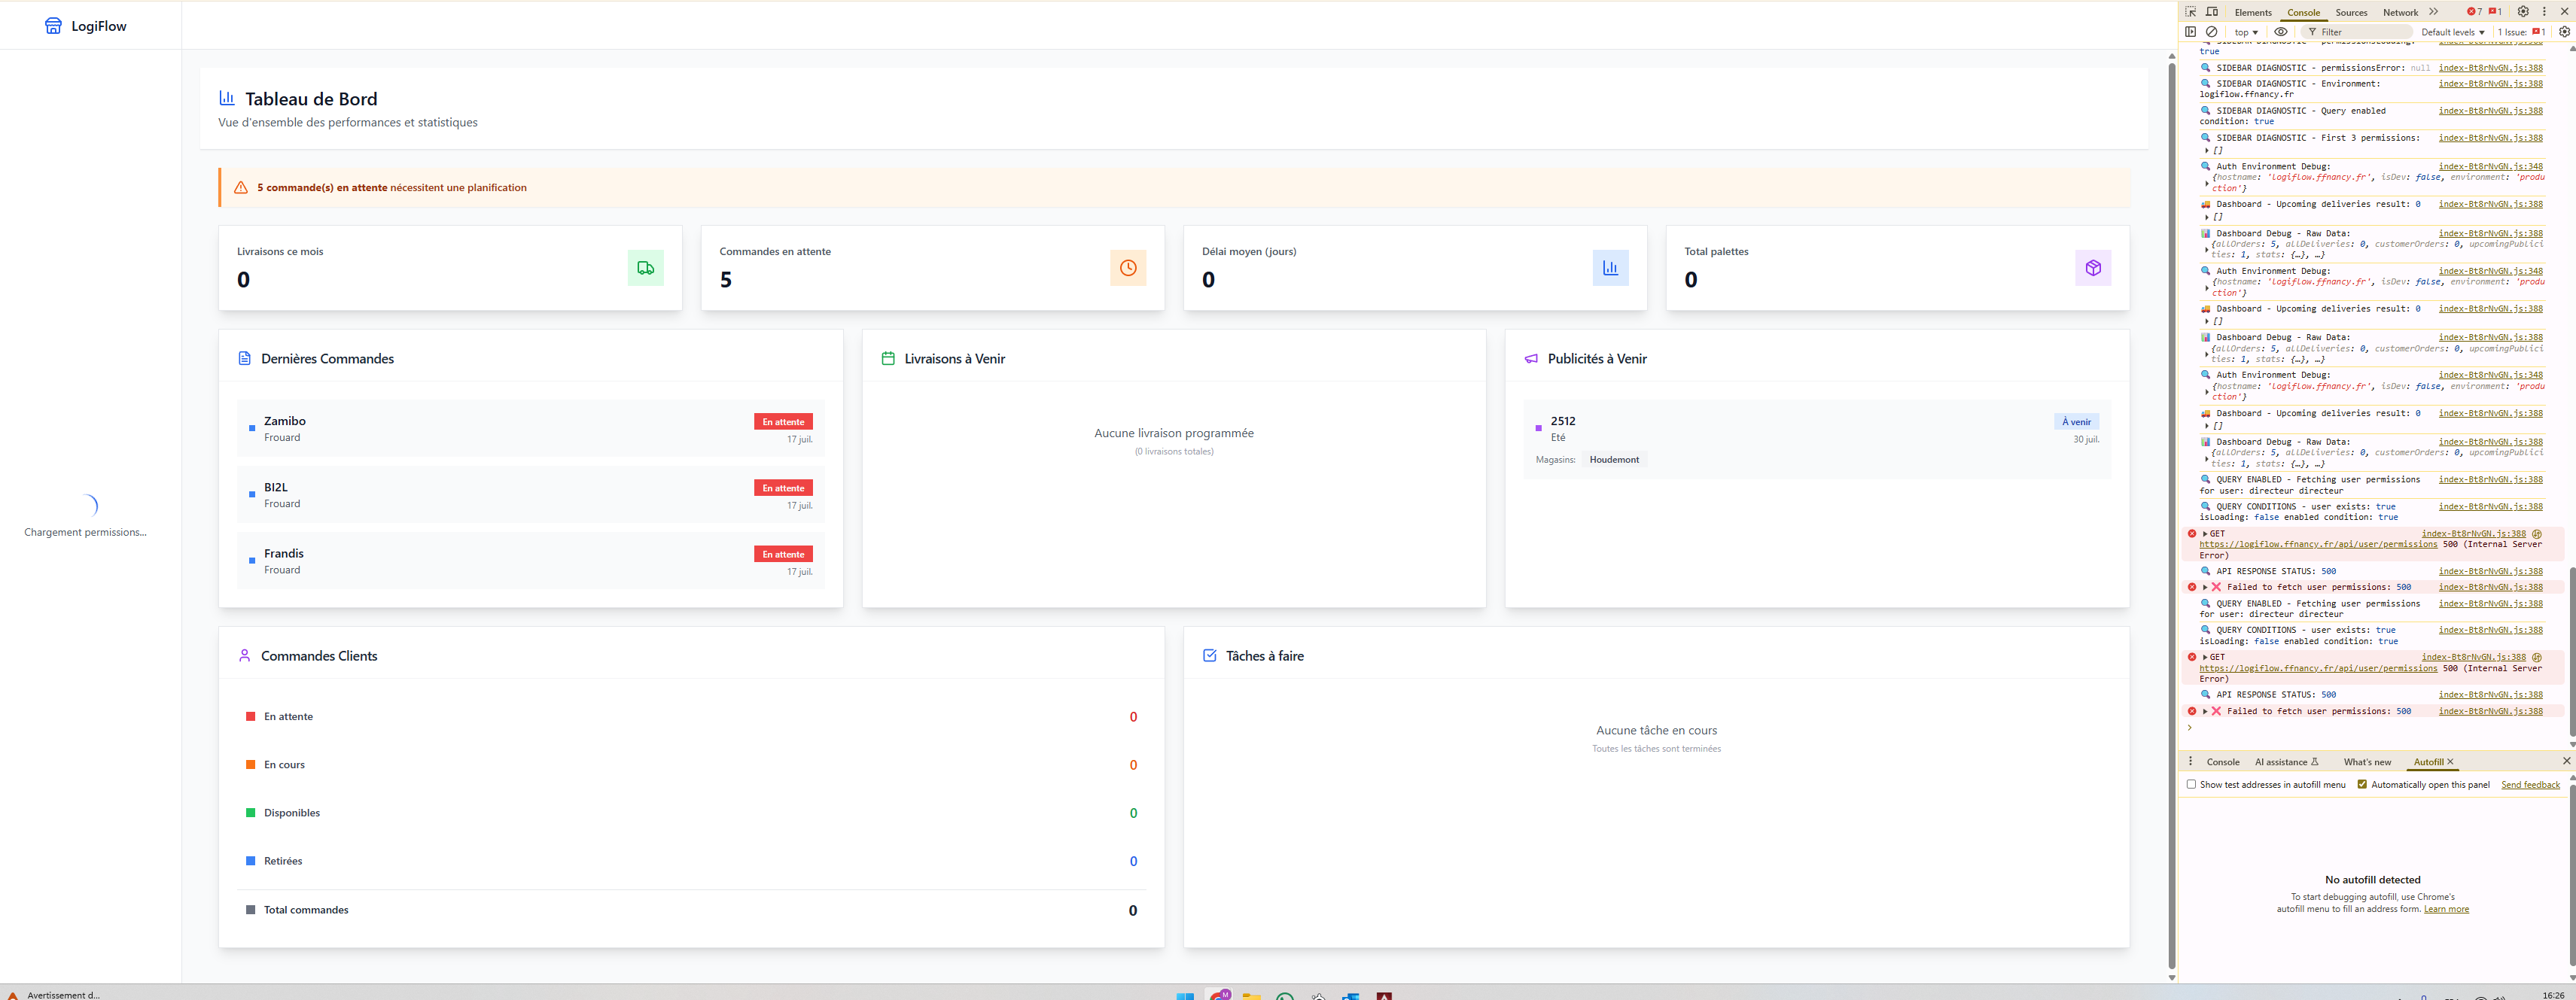 LogiFlow
Tableau de Bord
Vue d'ensemble des performances et statistiques
5 commande(s) en attente nécessitent une planification
Livraisons ce mois
0
Commandes en attente
5
Délai moyen (jours)
0
Total palettes
0
Dernières Commandes
Zamibo
Frouard
En attente
17 juil.
BI2L
Frouard
En attente
17 juil.
Frandis
Frouard
En attente
17 juil.
Livraisons à Venir
Aucune livraison programmée
(0 livraisons totales)
Publicités à Venir
2512
Eté
À venir
30 juil.
Magasins: Houdemont
Chargement permissions...
Commandes Clients
En attente 0
En cours 0
Disponibles 0
Retirées 0
Total commandes 0
Tâches à faire
Aucune tâche en cours
Toutes les tâches sont terminées
Elements Console Sources Network 7 1
top Filter Default levels 1 Issue: 1
true
SIDEBAR DIAGNOSTIC - permissionsError: null index-Bt8rNvGN.js:388
SIDEBAR DIAGNOSTIC - Environment: index-Bt8rNvGN.js:388
logiflow.ffnancy.fr
SIDEBAR DIAGNOSTIC - Query enabled index-Bt8rNvGN.js:388
condition: true
SIDEBAR DIAGNOSTIC - First 3 permissions: index-Bt8rNvGN.js:388
[]
Auth Environment Debug: index-Bt8rNvGN.js:348
{hostname: 'logiflow.ffnancy.fr', isDev: false, environment: 'produ
ction'}
Dashboard - Upcoming deliveries result: 0 index-Bt8rNvGN.js:388
[]
Dashboard Debug - Raw Data: index-Bt8rNvGN.js:388
{allOrders: 5, allDeliveries: 0, customerOrders: 0, upcomingPublici
ties: 1, stats: {…}, …}
Auth Environment Debug: index-Bt8rNvGN.js:348
{hostname: 'logiflow.ffnancy.fr', isDev: false, environment: 'produ
ction'}
Dashboard - Upcoming deliveries result: 0 index-Bt8rNvGN.js:388
[]
Dashboard Debug - Raw Data: index-Bt8rNvGN.js:388
{allOrders: 5, allDeliveries: 0, customerOrders: 0, upcomingPublici
ties: 1, stats: {…}, …}
Auth Environment Debug: index-Bt8rNvGN.js:348
{hostname: 'logiflow.ffnancy.fr', isDev: false, environment: 'produ
ction'}
Dashboard - Upcoming deliveries result: 0 index-Bt8rNvGN.js:388
[]
Dashboard Debug - Raw Data: index-Bt8rNvGN.js:388
{allOrders: 5, allDeliveries: 0, customerOrders: 0, upcomingPublici
ties: 1, stats: {…}, …}
QUERY ENABLED - Fetching user permissions index-Bt8rNvGN.js:388
for user: directeur directeur
QUERY CONDITIONS - user exists: true index-Bt8rNvGN.js:388
isLoading: false enabled condition: true
GET index-Bt8rNvGN.js:388
https://logiflow.ffnancy.fr/api/user/permissions 500 (Internal Server
Error)
API RESPONSE STATUS: 500 index-Bt8rNvGN.js:388
Failed to fetch user permissions: 500 index-Bt8rNvGN.js:388
QUERY ENABLED - Fetching user permissions index-Bt8rNvGN.js:388
for user: directeur directeur
QUERY CONDITIONS - user exists: true index-Bt8rNvGN.js:388
isLoading: false enabled condition: true
GET index-Bt8rNvGN.js:388
https://logiflow.ffnancy.fr/api/user/permissions 500 (Internal Server
Error)
API RESPONSE STATUS: 500 index-Bt8rNvGN.js:388
Failed to fetch user permissions: 500 index-Bt8rNvGN.js:388
Console AI assistance What's new Autofill
Show test addresses in autofill menu Automatically open this panel Send feedback
No autofill detected
To start debugging autofill, use Chrome's
autofill menu to fill an address form. Learn more
Avertissement d...
M
16:26